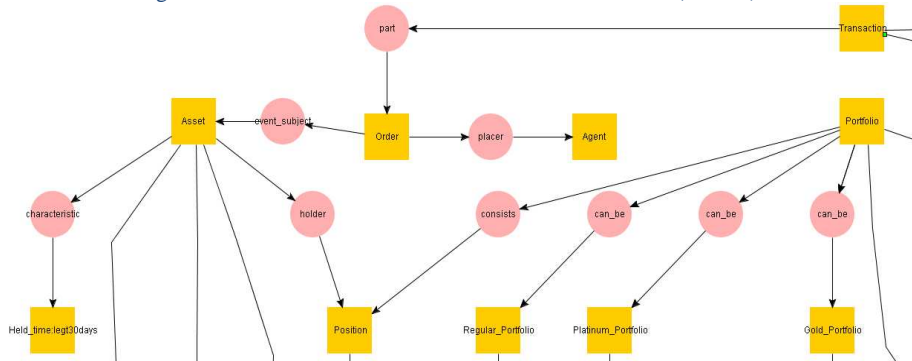 part
Transaction
Asset
event_subject
Order
placer
Agent
Portfolio
characteristic
holder
consists
can_be
can_be
can_be
Held_time:legt30days
Position
Regular_Portfolio
Platinum_Portfolio
Gold_Portfolio